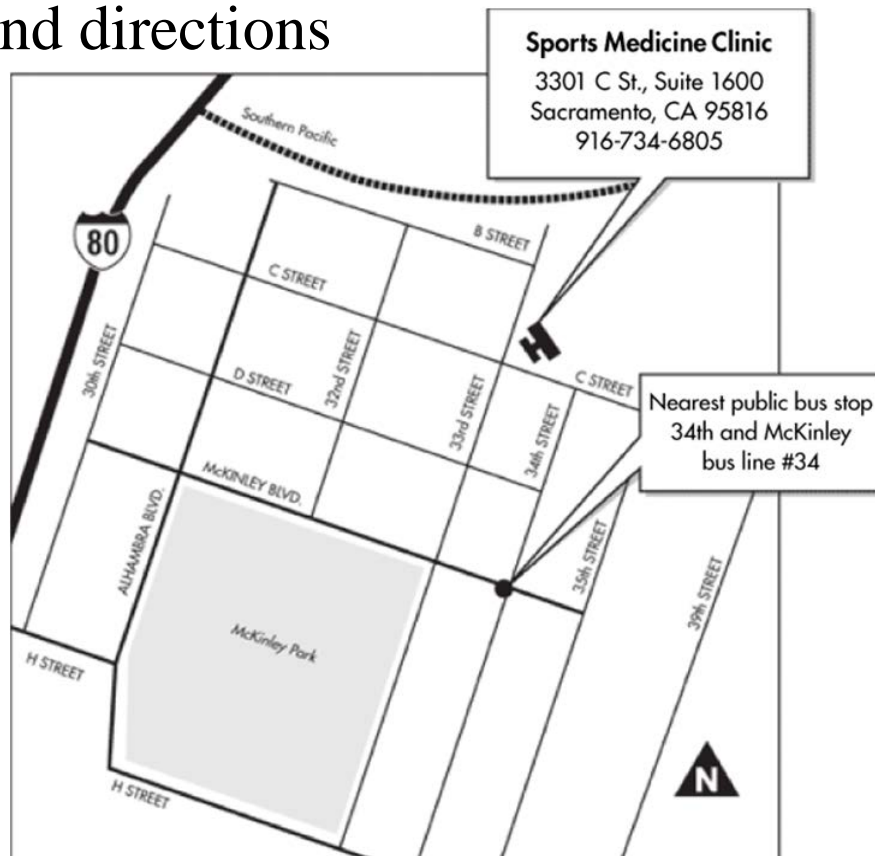 nd directions
Sports Medicine Clinic
3301 C St., Suite 1600
Sacramento, CA 95816
916-734-6805
Southern Pacific
80
B STREET
C STREET
30th STREET
D STREET
32nd STREET
33rd STREET
34th STREET
C STREET
Nearest public bus stop
34th and McKinley
bus line #34
McKINLEY BLVD.
ALHAMBRA BLVD.
35th STREET
39th STREET
McKinley Park
H STREET
H STREET
N